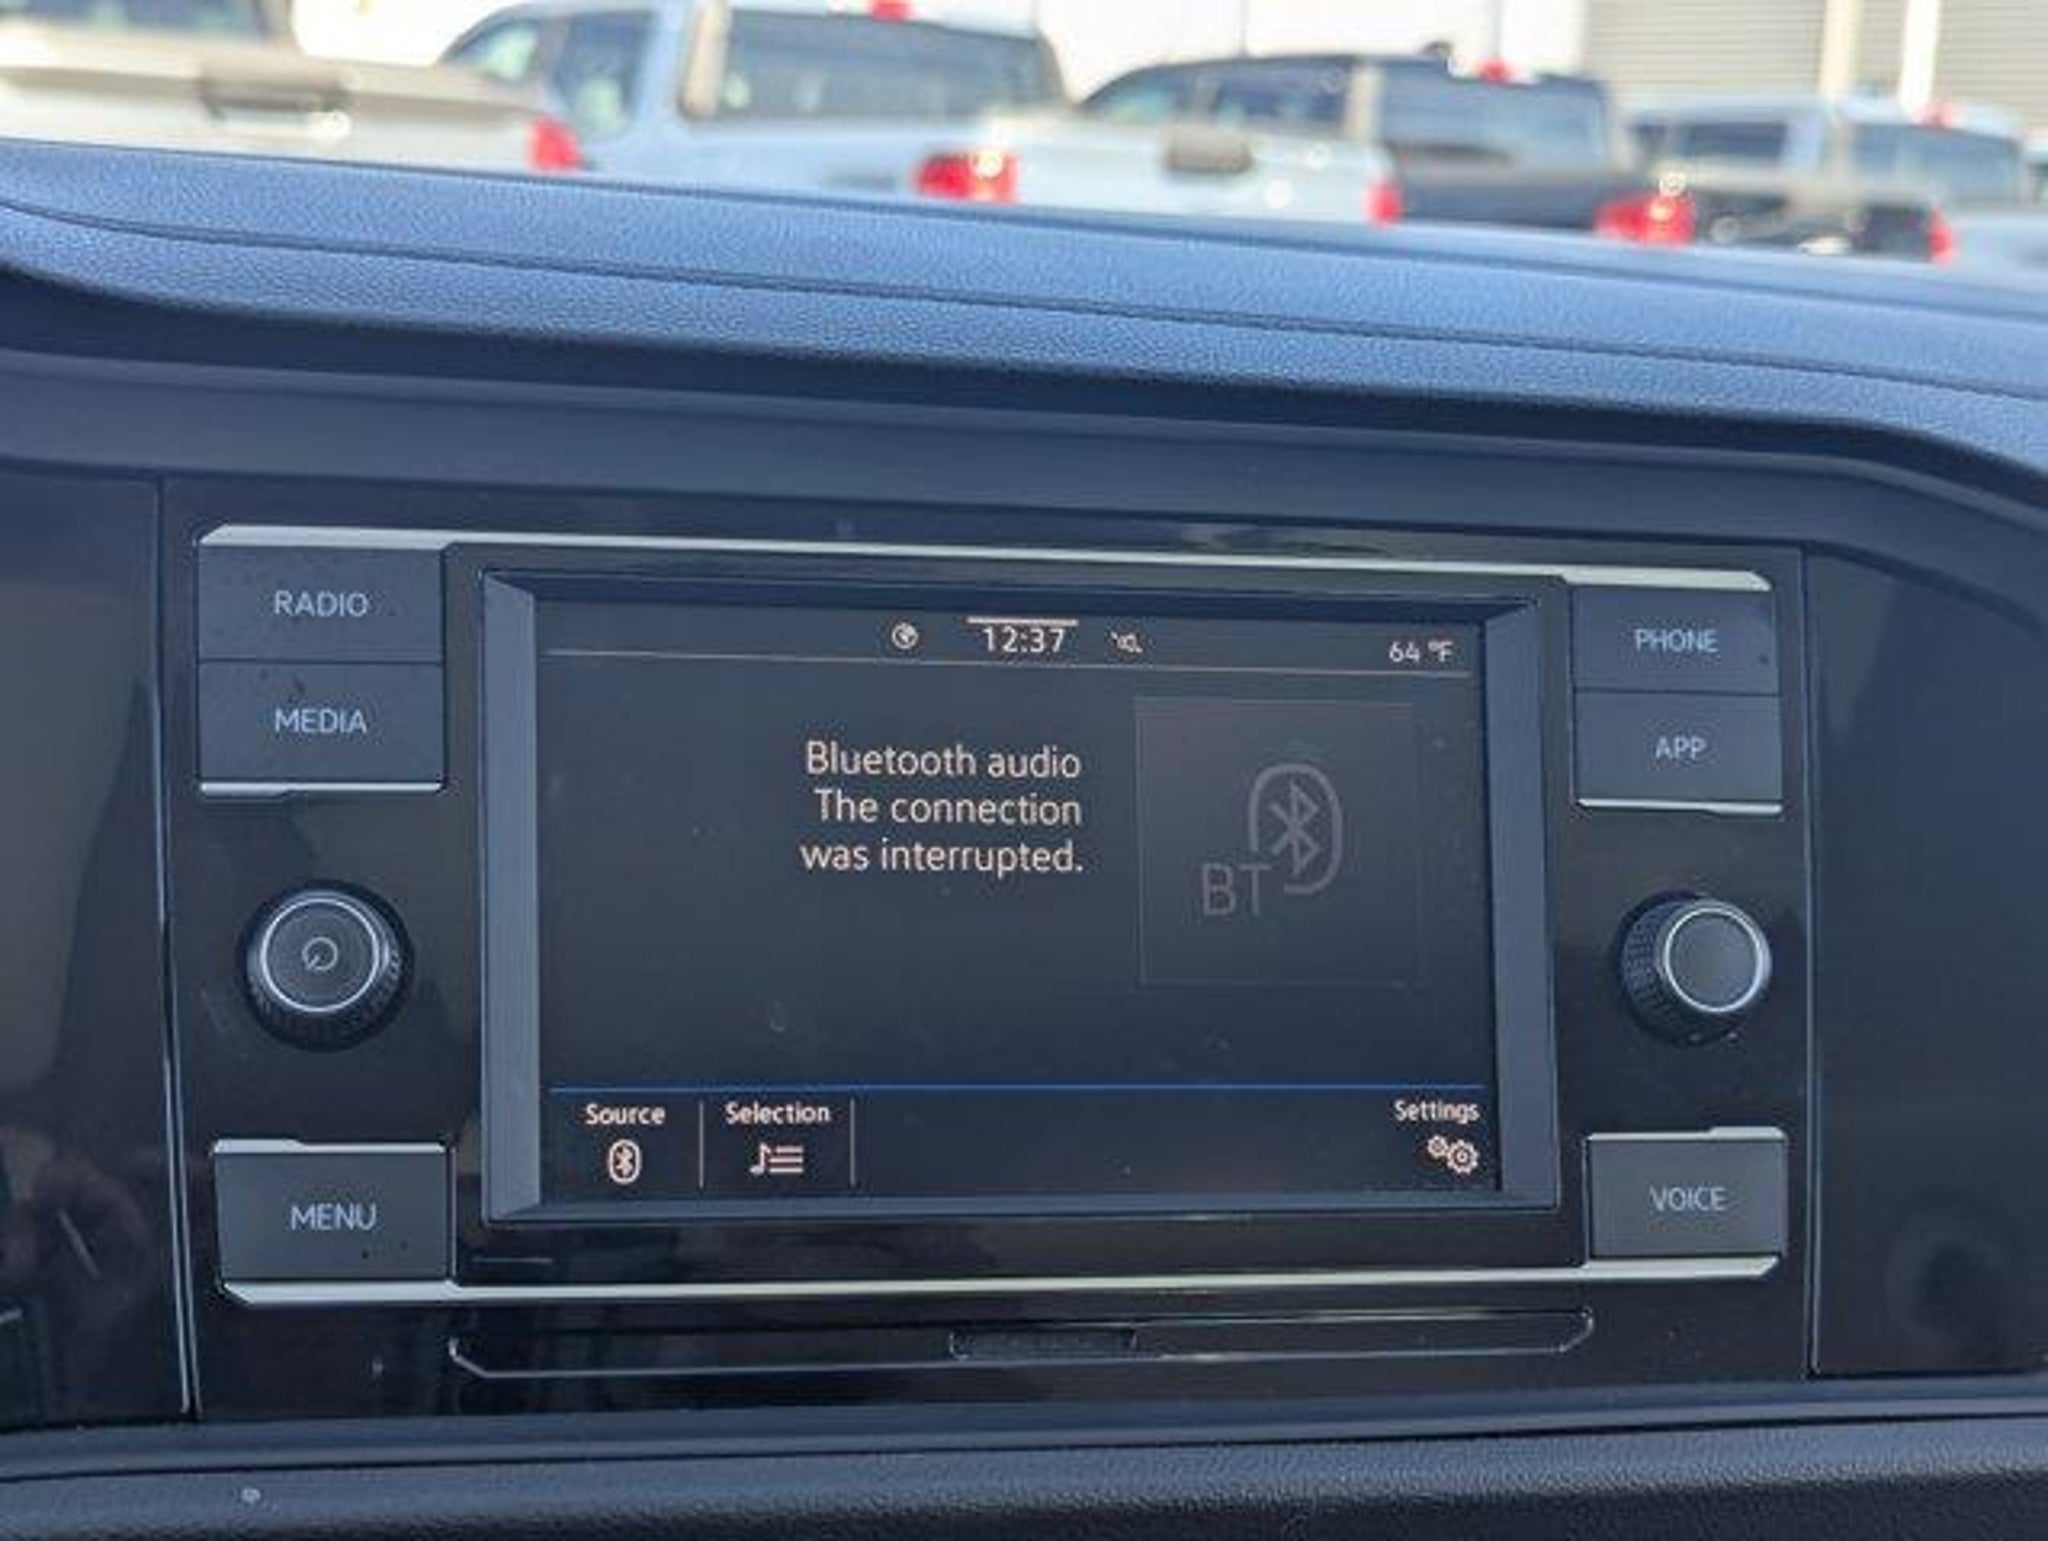 RADIO
MEDIA
MENU
12:37
64 °F
Bluetooth audio
The connection
was interrupted.
BT
Source
Selection
Settings
PHONE
APP
VOICE